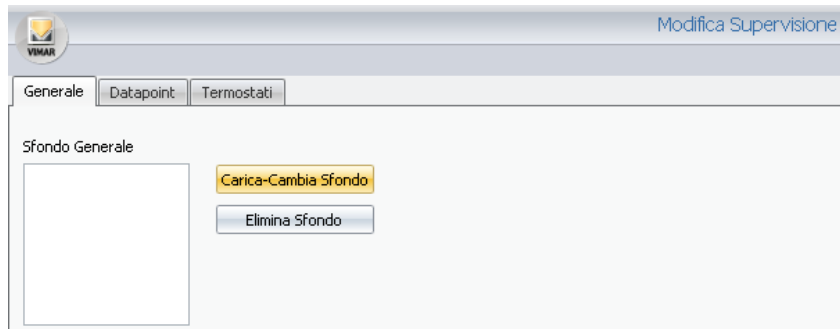 Modifica Supervisione
VIMAR
Generale Datapoint Termostati
Sfondo Generale
Carica-Cambia Sfondo
Elimina Sfondo